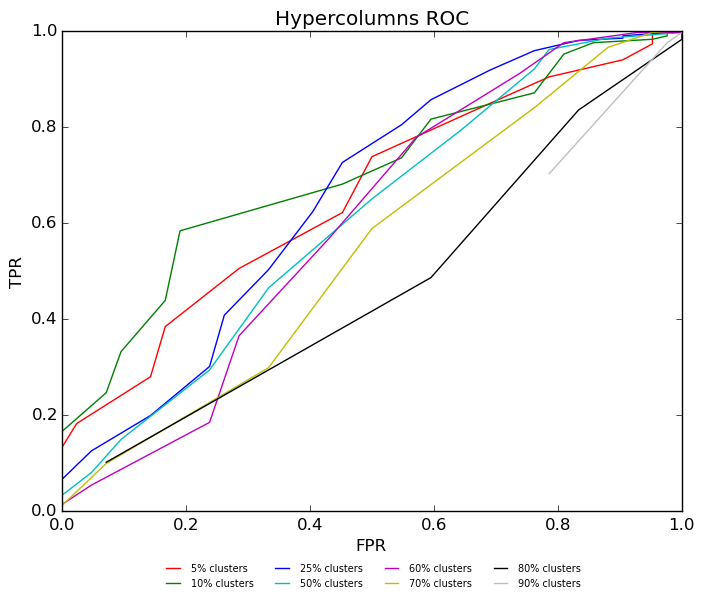 Hypercolumns ROC
1.0
0.8
0.6
0.4
0.2
0.0
TPR
0.0 0.2 0.4 0.6 0.8 1.0
FPR
5% clusters 25% clusters 60% clusters 80% clusters
10% clusters 50% clusters 70% clusters 90% clusters